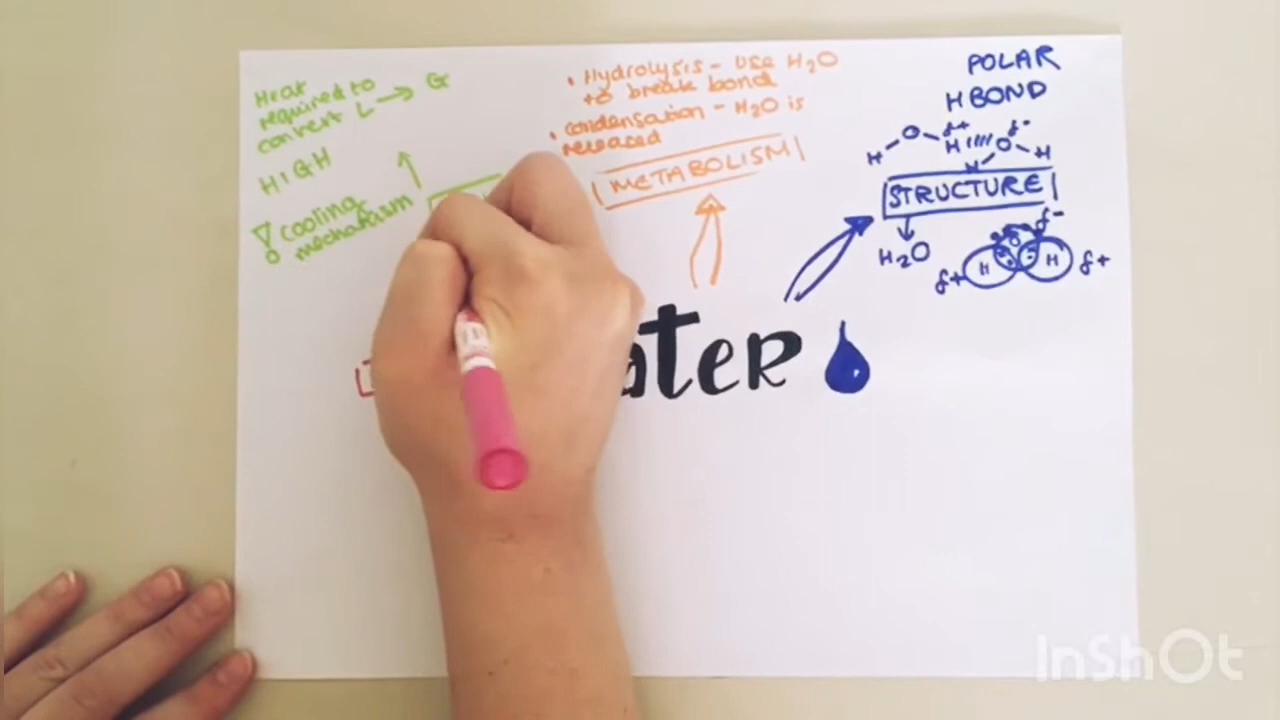 Heat
required to
convert L → G
HIGH
cooling
mechanism
• Hydrolysis - Use H2O
to break bond
• condensation - H2O is
released
METABOLISM
POLAR
H BOND
H O H δ+ δ-
O H H
STRUCTURE
H2O
δ-
δ+ H O H δ+
ater
InShOt